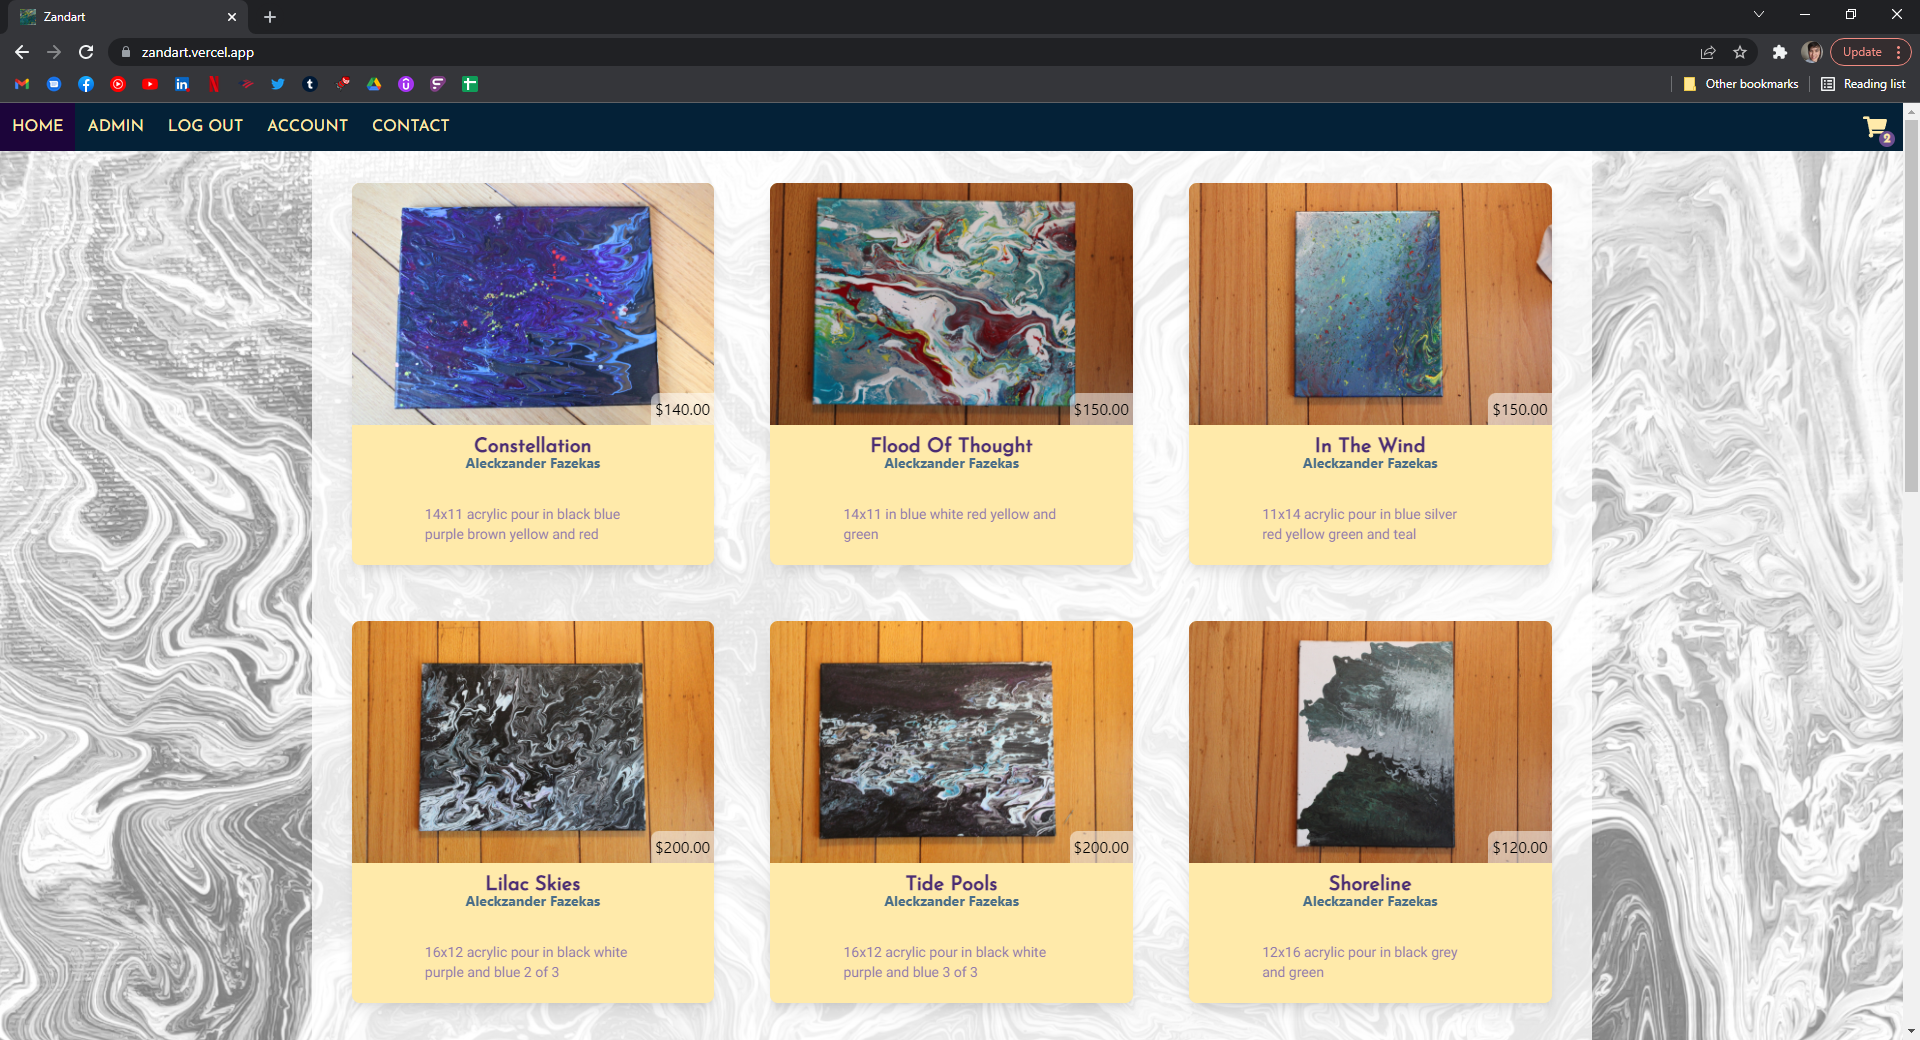 Zandart
zandart.vercel.app
Update
Other bookmarks
Reading list
HOME ADMIN LOG OUT ACCOUNT CONTACT
2
$140.00
$150.00
$150.00
Constellation
Aleckzander Fazekas
14x11 acrylic pour in black blue
purple brown yellow and red
Flood Of Thought
Aleckzander Fazekas
14x11 in blue white red yellow and
green
In The Wind
Aleckzander Fazekas
11x14 acrylic pour in blue silver
red yellow green and teal
$200.00
$200.00
$120.00
Lilac Skies
Aleckzander Fazekas
16x12 acrylic pour in black white
purple and blue 2 of 3
Tide Pools
Aleckzander Fazekas
16x12 acrylic pour in black white
purple and blue 3 of 3
Shoreline
Aleckzander Fazekas
12x16 acrylic pour in black grey
and green